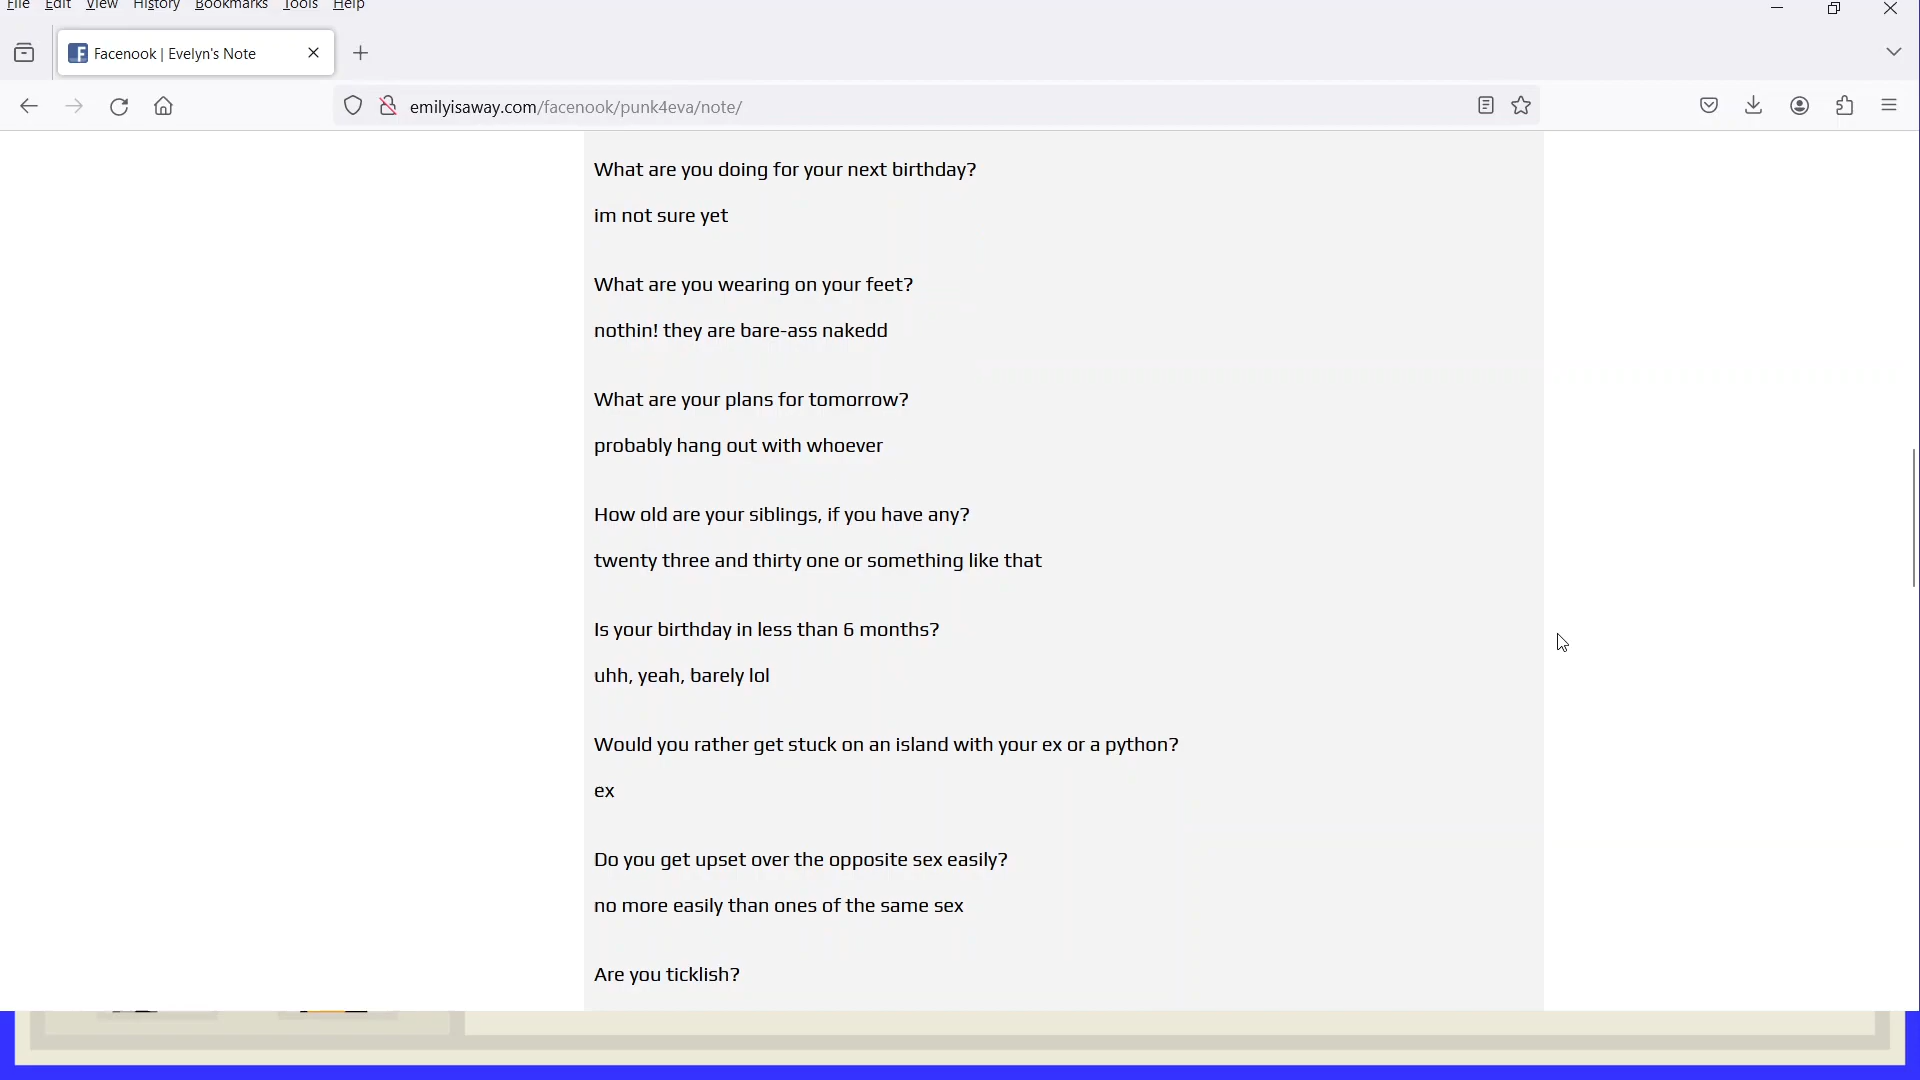 File Edit View History Bookmarks Tools Help
Facenook | Evelyn's Note
emilyisaway.com/facenook/punk4eva/note/
What are you doing for your next birthday?
im not sure yet
What are you wearing on your feet?
nothin! they are bare-ass nakedd
What are your plans for tomorrow?
probably hang out with whoever
How old are your siblings, if you have any?
twenty three and thirty one or something like that
Is your birthday in less than 6 months?
uhh, yeah, barely lol
Would you rather get stuck on an island with your ex or a python?
ex
Do you get upset over the opposite sex easily?
no more easily than ones of the same sex
Are you ticklish?